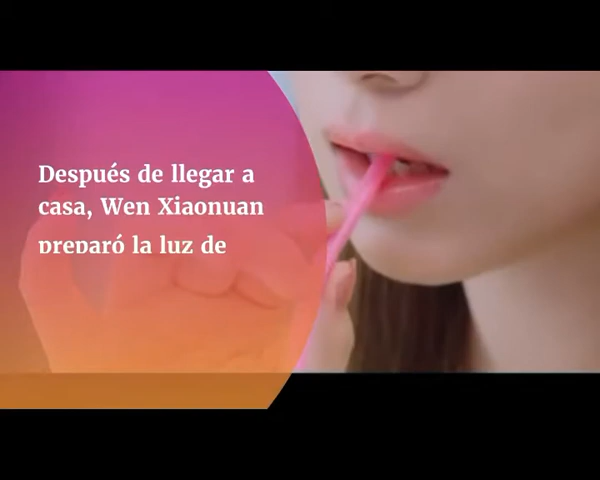 Después de llegar a
casa, Wen Xiaonuan
preparó la luz de